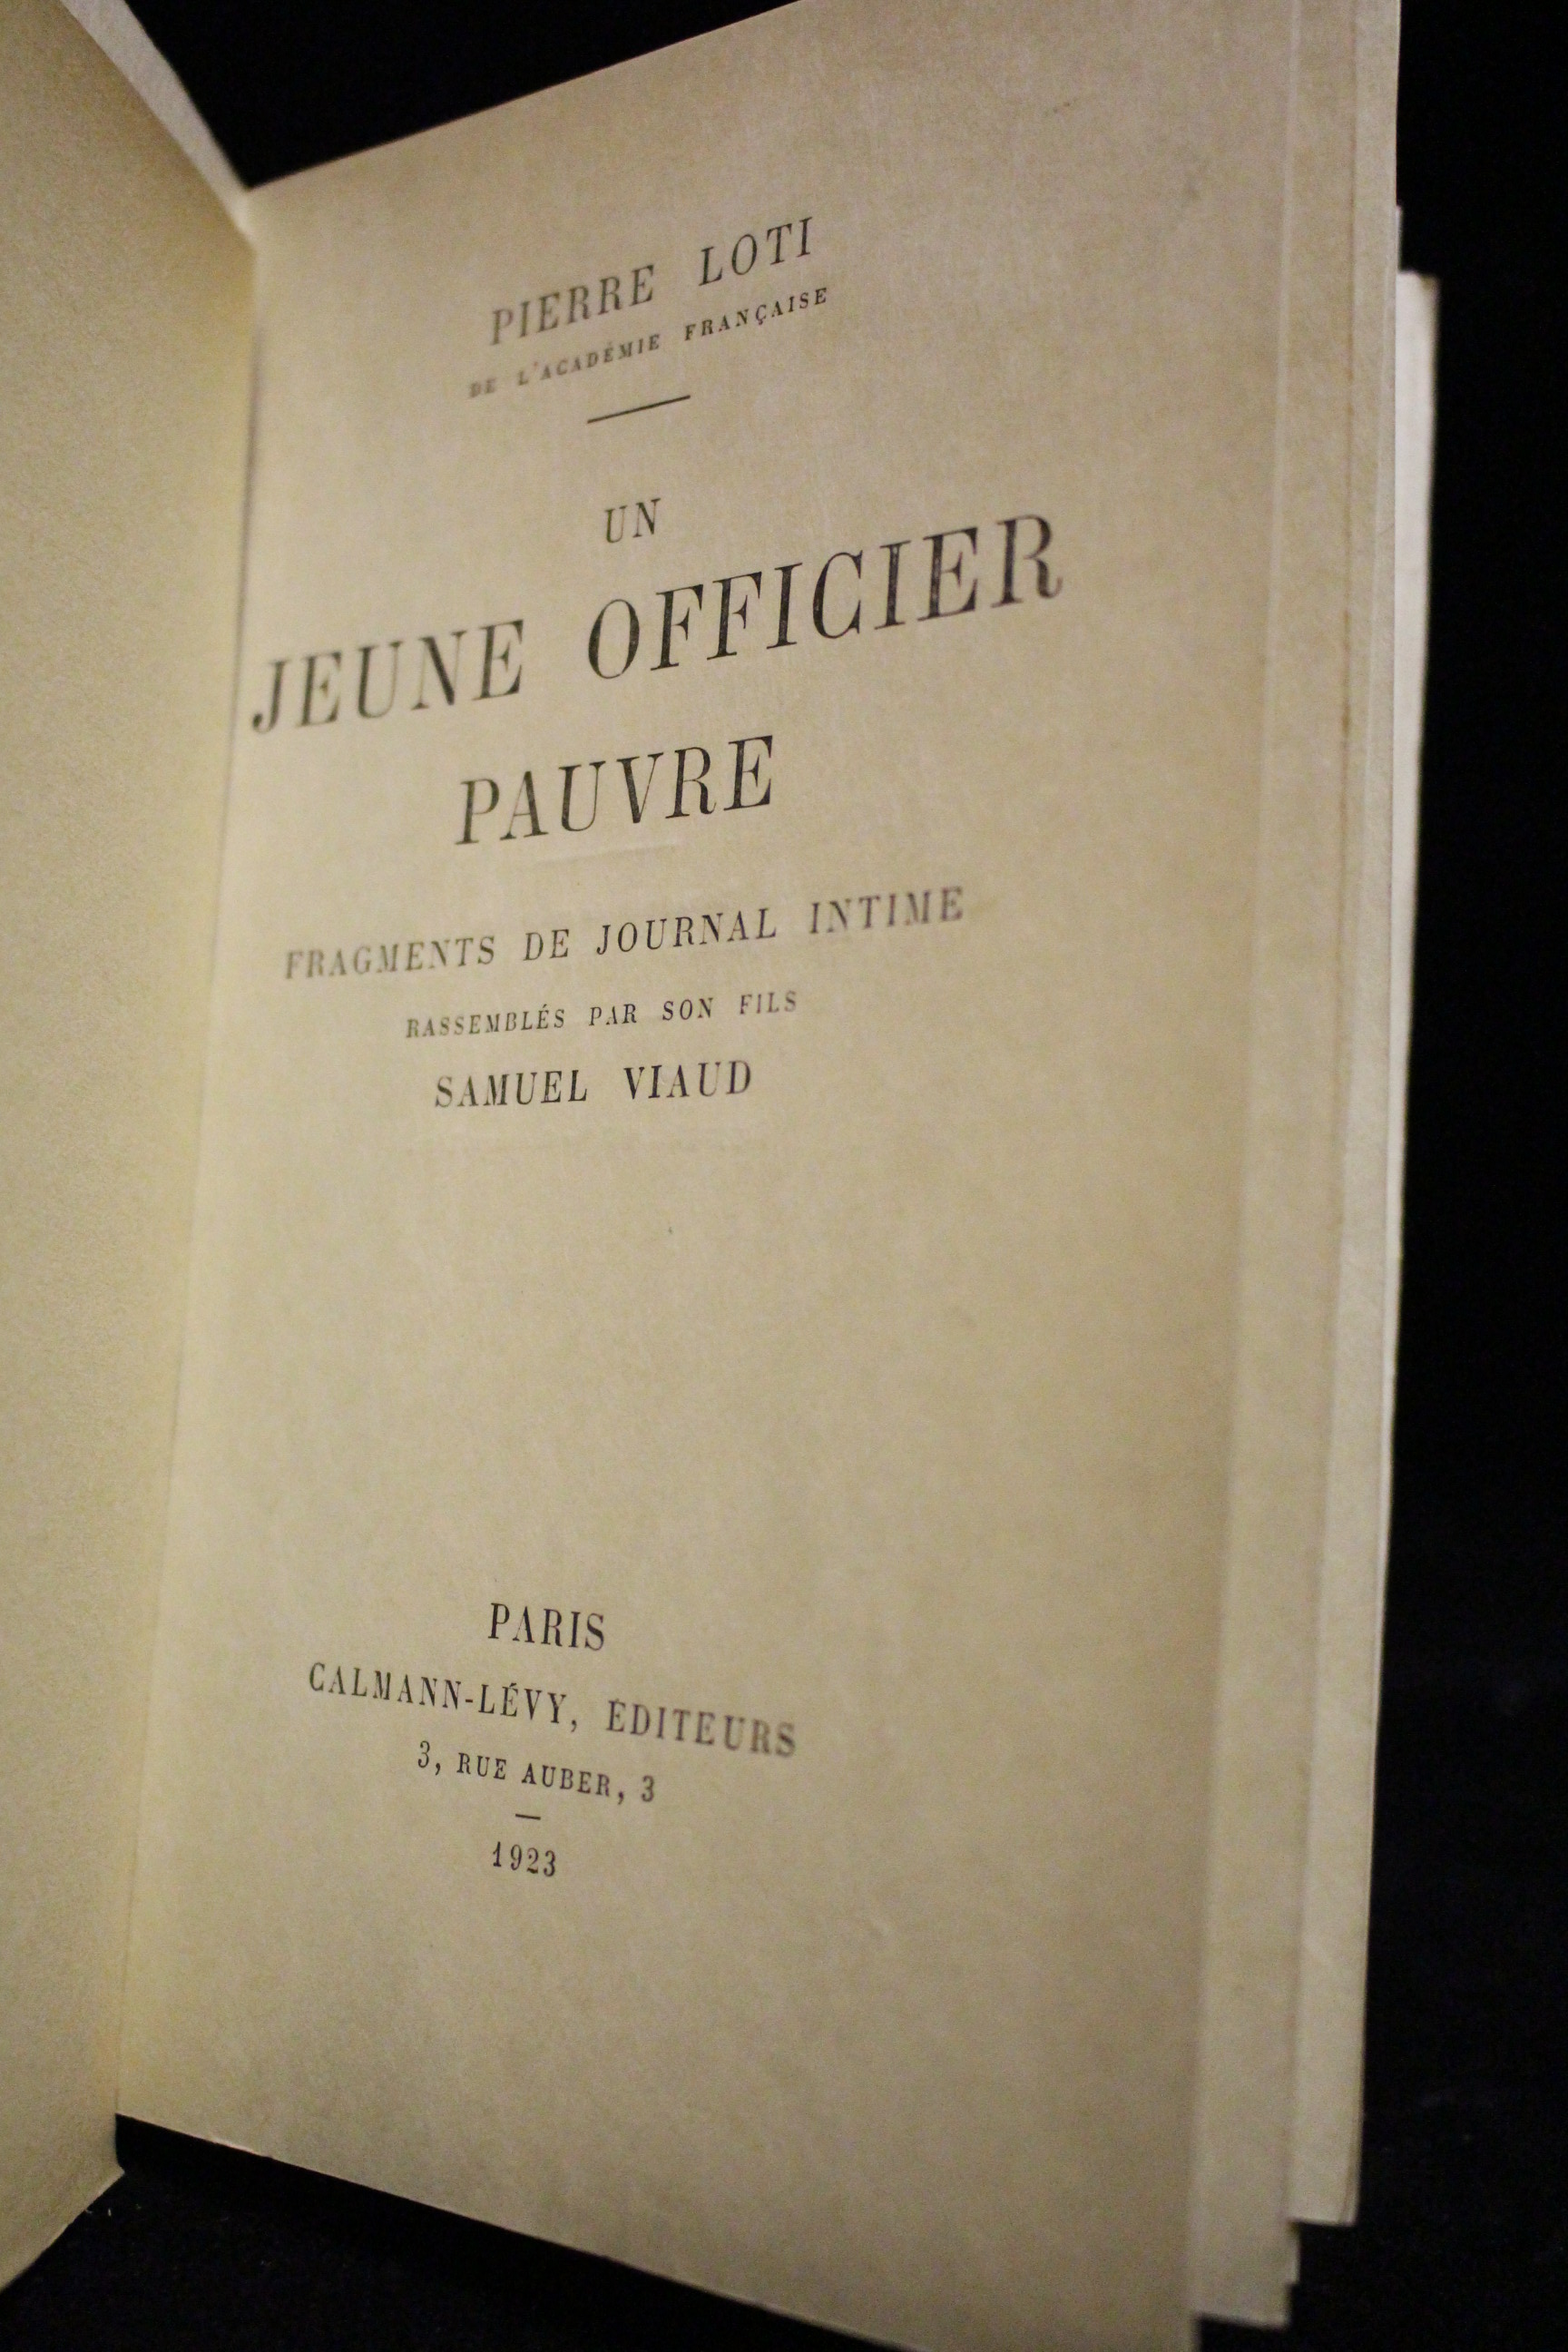 PIERRE LOTI
DE L'ACADÉMIE FRANÇAISE
UN
JEUNE OFFICIER
PAUVRE
FRAGMENTS DE JOURNAL INTIME
RASSEMBLÉS PAR SON FILS
SAMUEL VIAUD
PARIS
CALMANN-LÉVY, ÉDITEURS
3, RUE AUBER, 3
1923